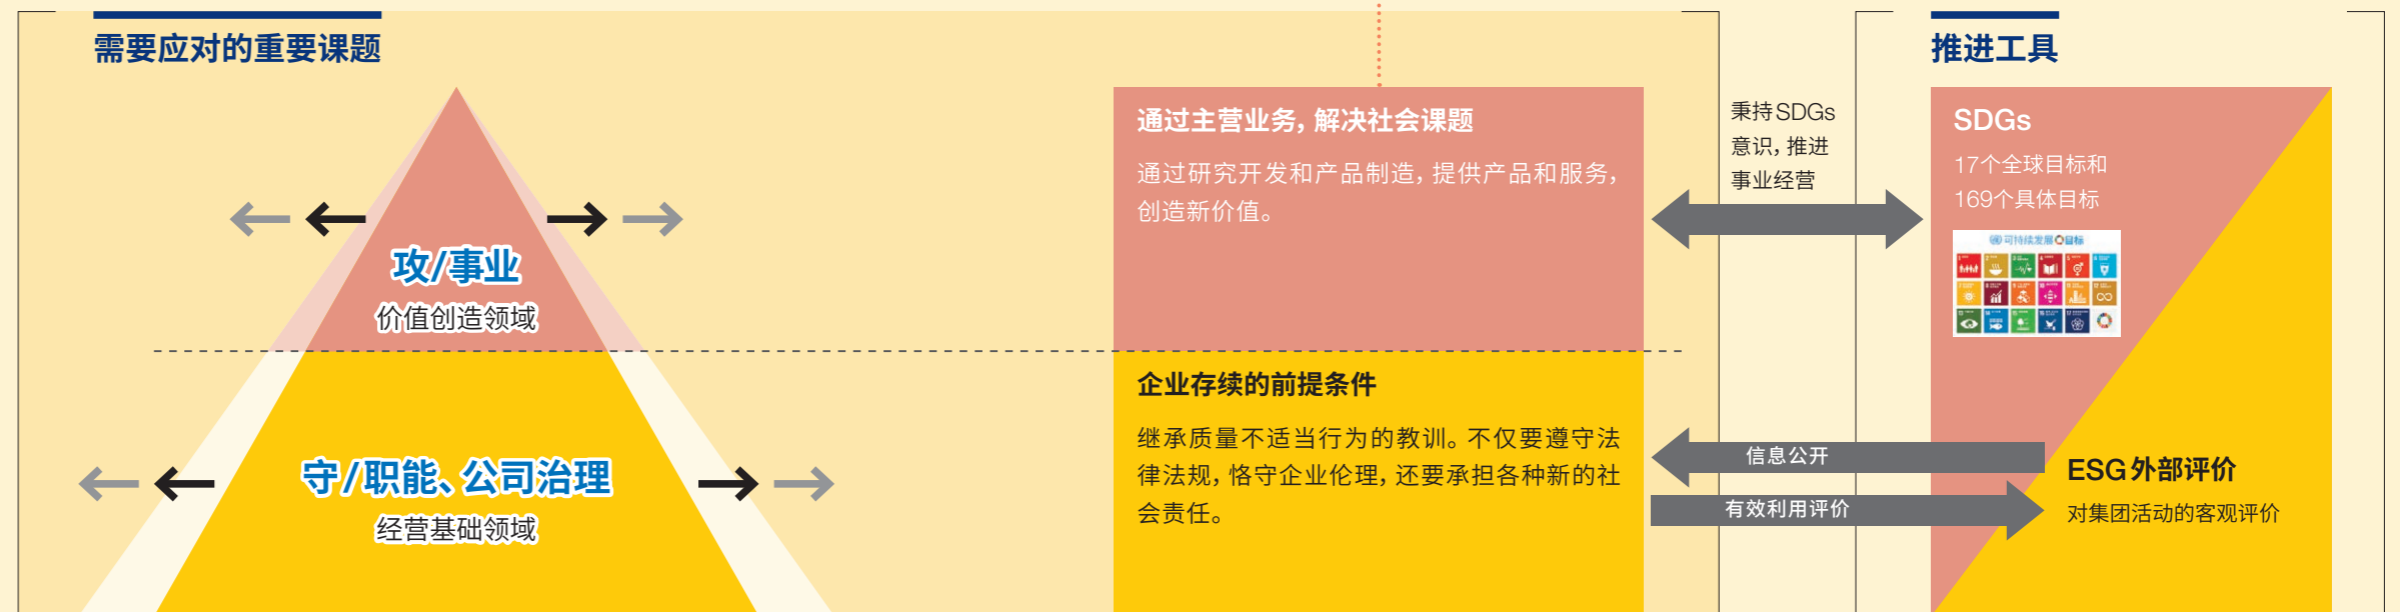 需要应对的重要课题
攻/事业
价值创造领域
守/职能、公司治理
经营基础领域
通过主营业务，解决社会课题
通过研究开发和产品制造，提供产品和服务，
创造新价值。
企业存续的前提条件
继承质量不适当行为的教训。不仅要遵守法
律法规，恪守企业伦理，还要承担各种新的社
会责任。
秉持SDGs
意识，推进
事业经营
信息公开
有效利用评价
推进工具
SDGs
17个全球目标和
169个具体目标
可持续发展目标
ESG外部评价
对集团活动的客观评价